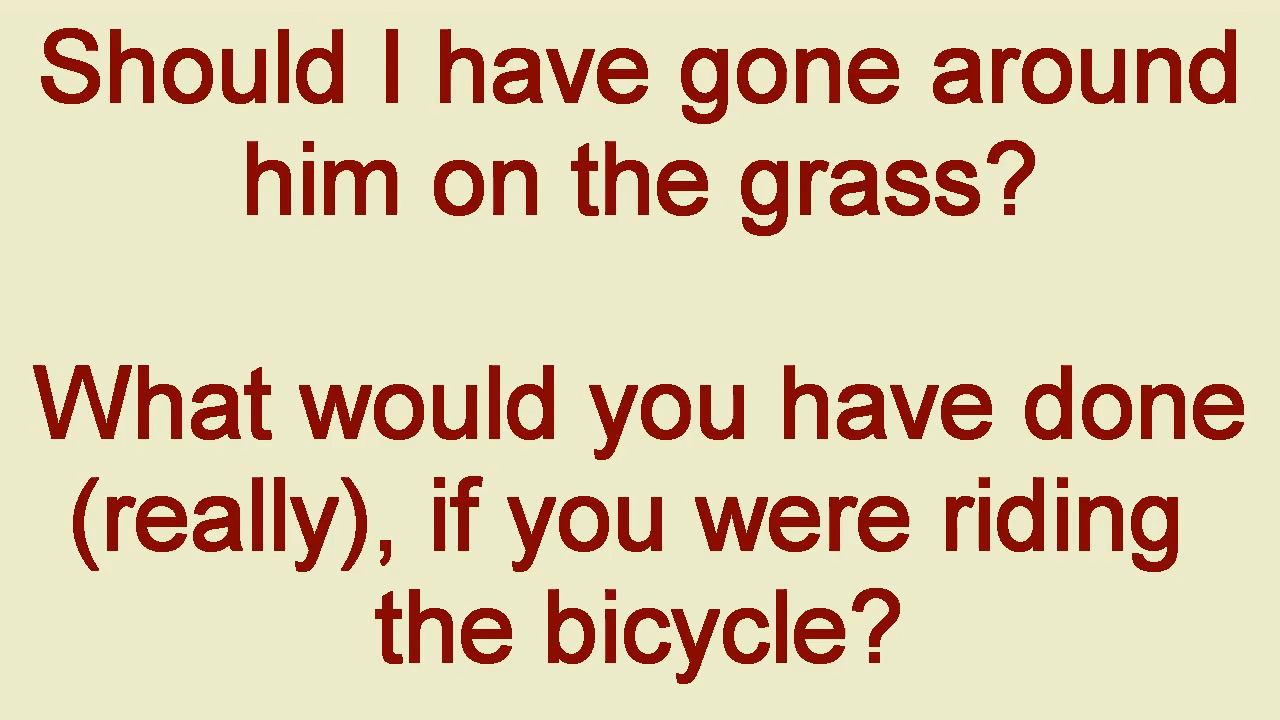 Should I have gone around
him on the grass?
What would you have done
(really), if you were riding
the bicycle?